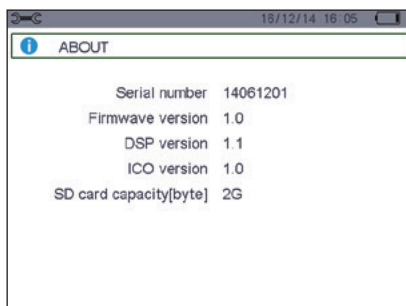 16/12/14 16:05
ABOUT
Serial number 14061201
Firmwave version 1.0
DSP version 1.1
ICO version 1.0
SD card capacity[byte] 2G